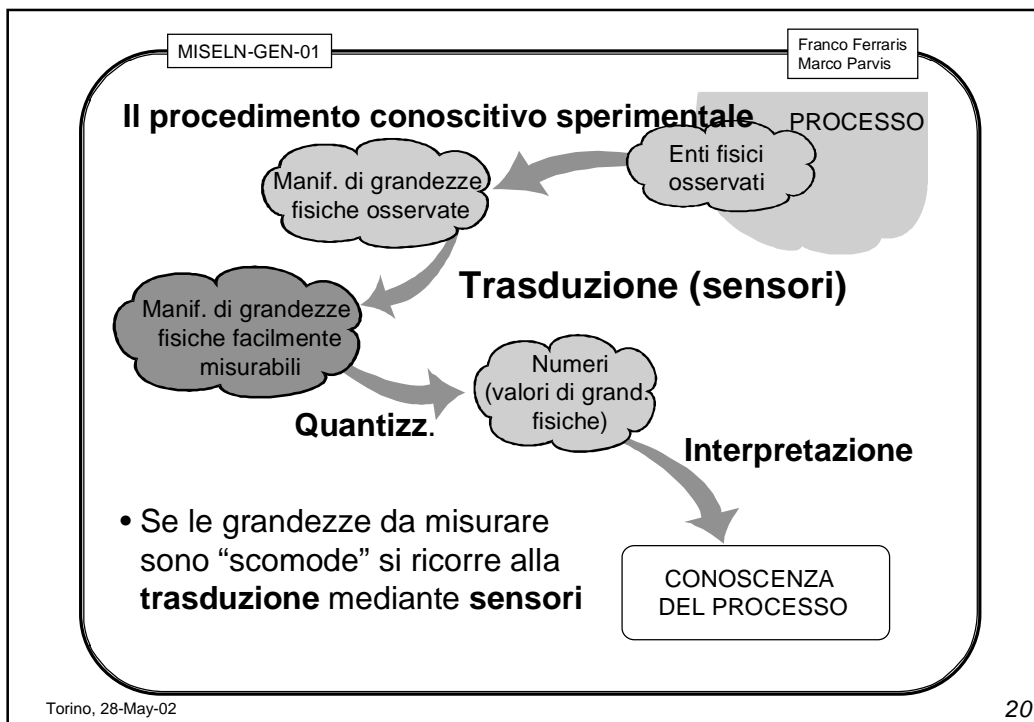 MISELN-GEN-01
Franco Ferraris
Marco Parvis
Il procedimento conoscitivo sperimentale
PROCESSO
Enti fisici
osservati
Manif. di grandezze
fisiche osservate
Trasduzione (sensori)
Manif. di grandezze
fisiche facilmente
misurabili
Numeri
(valori di grand.
fisiche)
Quantizz.
Interpretazione
• Se le grandezze da misurare
sono “scomode” si ricorre alla
trasduzione mediante sensori
CONOSCENZA
DEL PROCESSO
Torino, 28-May-02
20